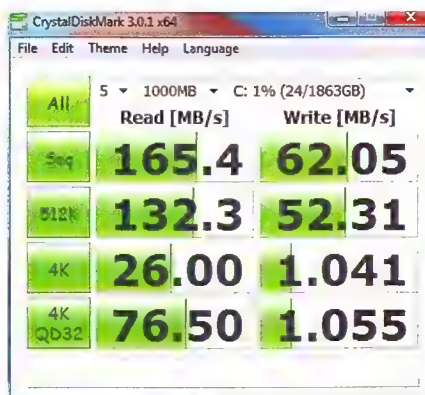 CrystalDiskMark 3.0.1 x64
File Edit Theme Help Language
All 5 1000MB C: 1% (24/1863GB)
Read [MB/s] Write [MB/s]
Seq 165.4 62.05
512K 132.3 52.31
4K 26.00 1.041
4K QD32 76.50 1.055